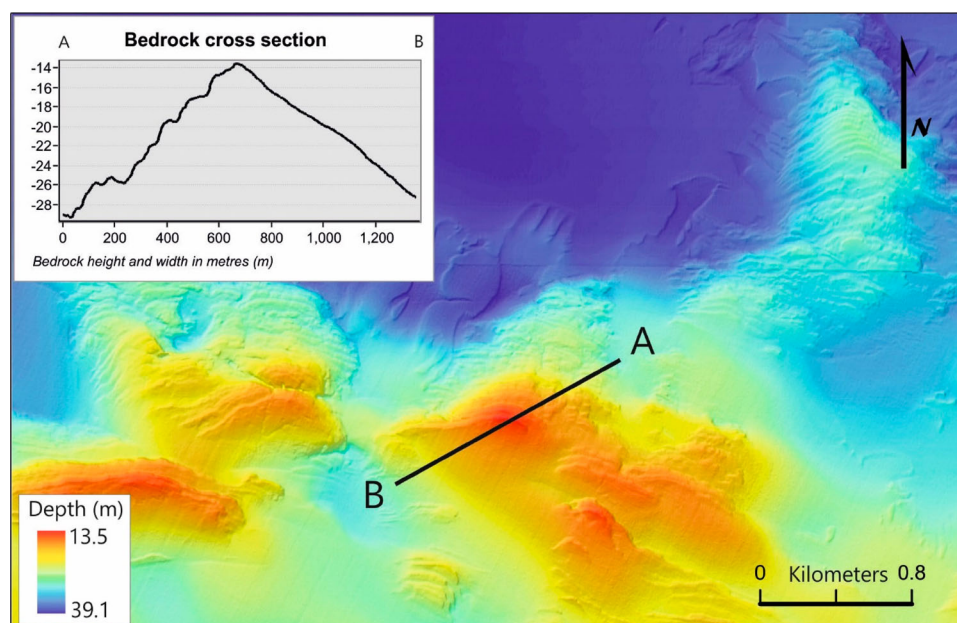 A Bedrock cross section B
-14
-16
-18
-20
-22
-24
-26
-28
0 200 400 600 800 1,000 1,200
Bedrock height and width in metres (m)
N
A
B
Depth (m)
13.5
39.1
0 Kilometers 0.8